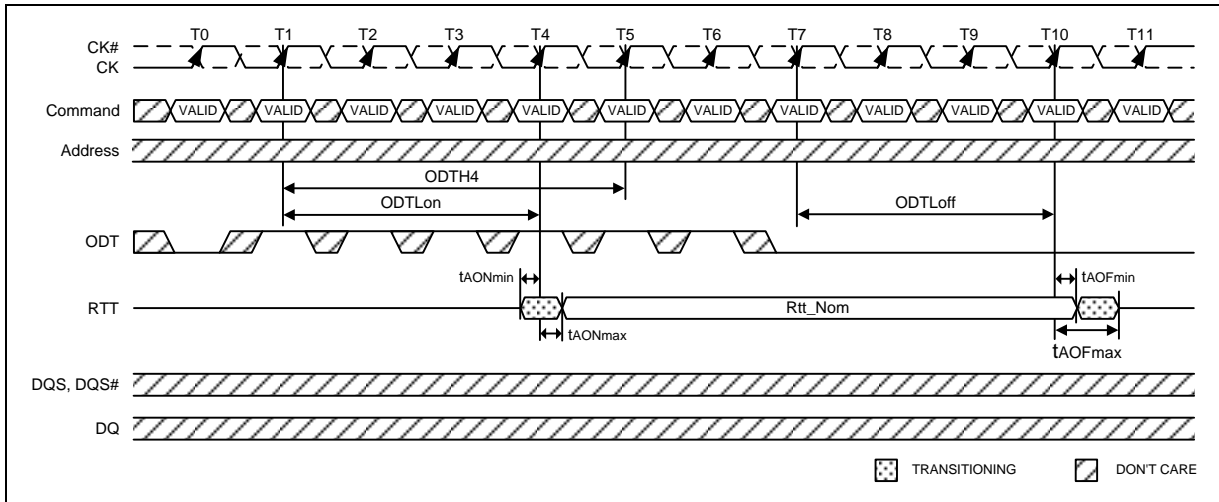 T0 T1 T2 T3 T4 T5 T6 T7 T8 T9 T10 T11
CK#
CK
Command VALID VALID VALID VALID VALID VALID VALID VALID VALID VALID VALID VALID
Address
ODTH4
ODTLon ODTLoff
ODT
tAONmin tAOFmin
RTT Rtt_Nom
tAONmax
tAOFmax
DQS, DQS#
DQ
TRANSITIONING DON'T CARE